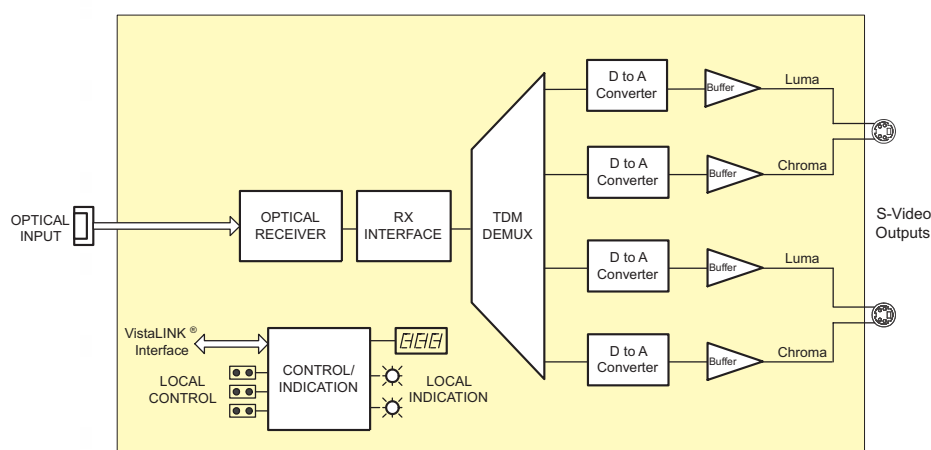 D to A
Converter
Buffer
Luma
D to A
Converter
Buffer
Chroma
OPTICAL
INPUT
OPTICAL
RECEIVER
RX
INTERFACE
TDM
DEMUX
S-Video
Outputs
D to A
Converter
Buffer
Luma
D to A
Converter
Buffer
Chroma
VistaLINK ®
Interface
LOCAL
CONTROL
CONTROL/
INDICATION
LOCAL
INDICATION